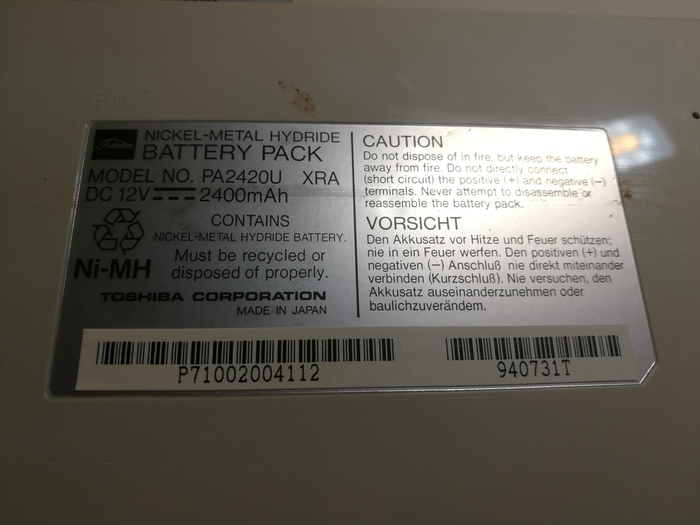 Toshiba
NICKEL-METAL HYDRIDE
BATTERY PACK
MODEL NO. PA2420U XRA
DC 12V 2400mAh
CONTAINS
NICKEL-METAL HYDRIDE BATTERY.
Ni-MH
Must be recycled or
disposed of properly.
TOSHIBA CORPORATION
MADE IN JAPAN
CAUTION
Do not dispose of in fire, but keep the battery
away from fire. Do not directly connect
(short circuit) the positive (+) and negative (−)
terminals. Never attempt to disassemble or
reassemble the battery pack.
VORSICHT
Den Akkusatz vor Hitze und Feuer schützen;
nie in ein Feuer werfen. Den positiven (+) und
negativen (−) Anschluß nie direkt miteinander
verbinden (Kurzschluß). Nie versuchen, den
Akkusatz auseinanderzunehmen oder
baulichzuverändern.
P71002004112
940731T